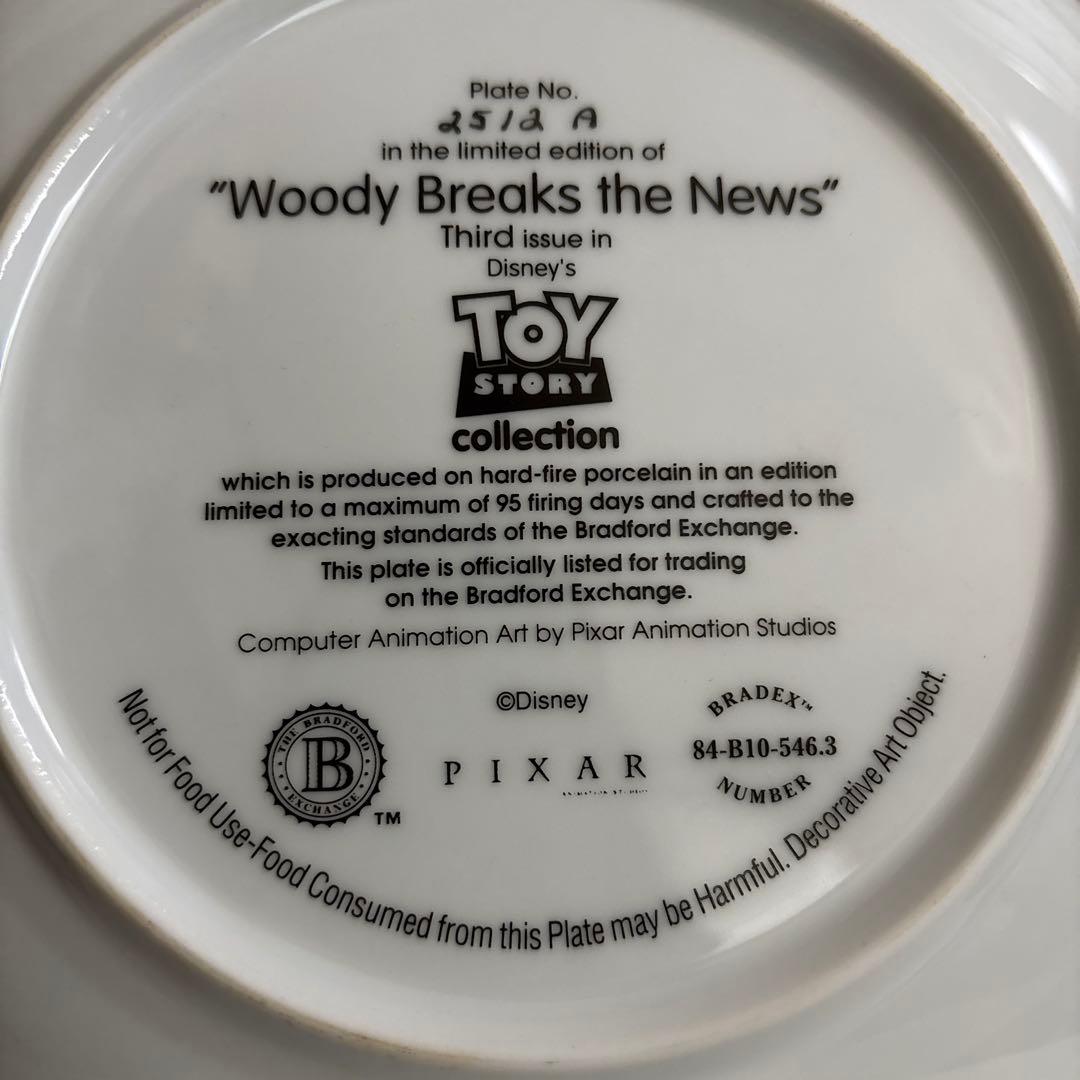 Plate No.
2512 A
in the limited edition of
"Woody Breaks the News"
Third issue in
Disney's
TOY
STORY
collection
which is produced on hard-fire porcelain in an edition
limited to a maximum of 95 firing days and crafted to the
exacting standards of the Bradford Exchange.
This plate is officially listed for trading
on the Bradford Exchange.
Computer Animation Art by Pixar Animation Studios
©Disney
THE BRADFORD
B
EXCHANGE
TM
PIXAR
ANIMATION STUDIOS
BRADEX™
84-B10-546.3
NUMBER
Not for Food Use-Food Consumed from this Plate may be Harmful. Decorative Art Object.